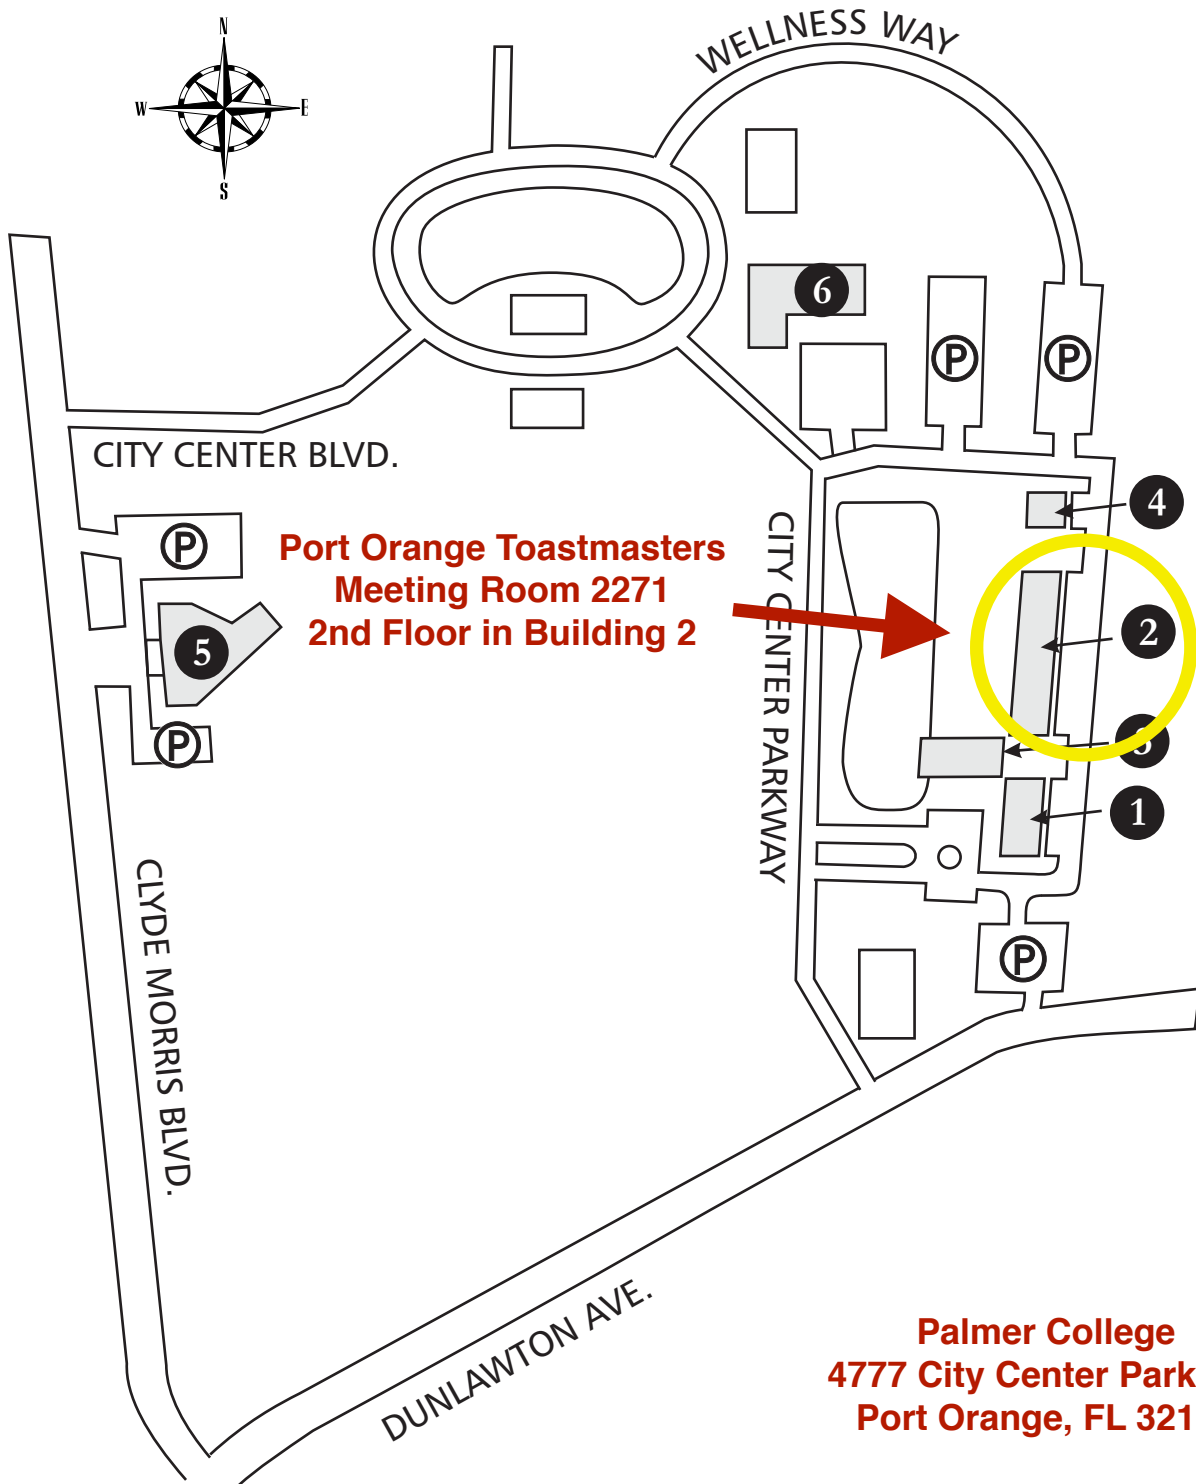 N
W
E
S
WELLNESS WAY
6
P
P
CITY CENTER BLVD.
4
P
Port Orange Toastmasters
Meeting Room 2271
2nd Floor in Building 2
CITY CENTER PARKWAY
2
5
P
3
1
CLYDE MORRIS BLVD.
P
DUNLAWTON AVE.
Palmer College
4777 City Center Park
Port Orange, FL 321